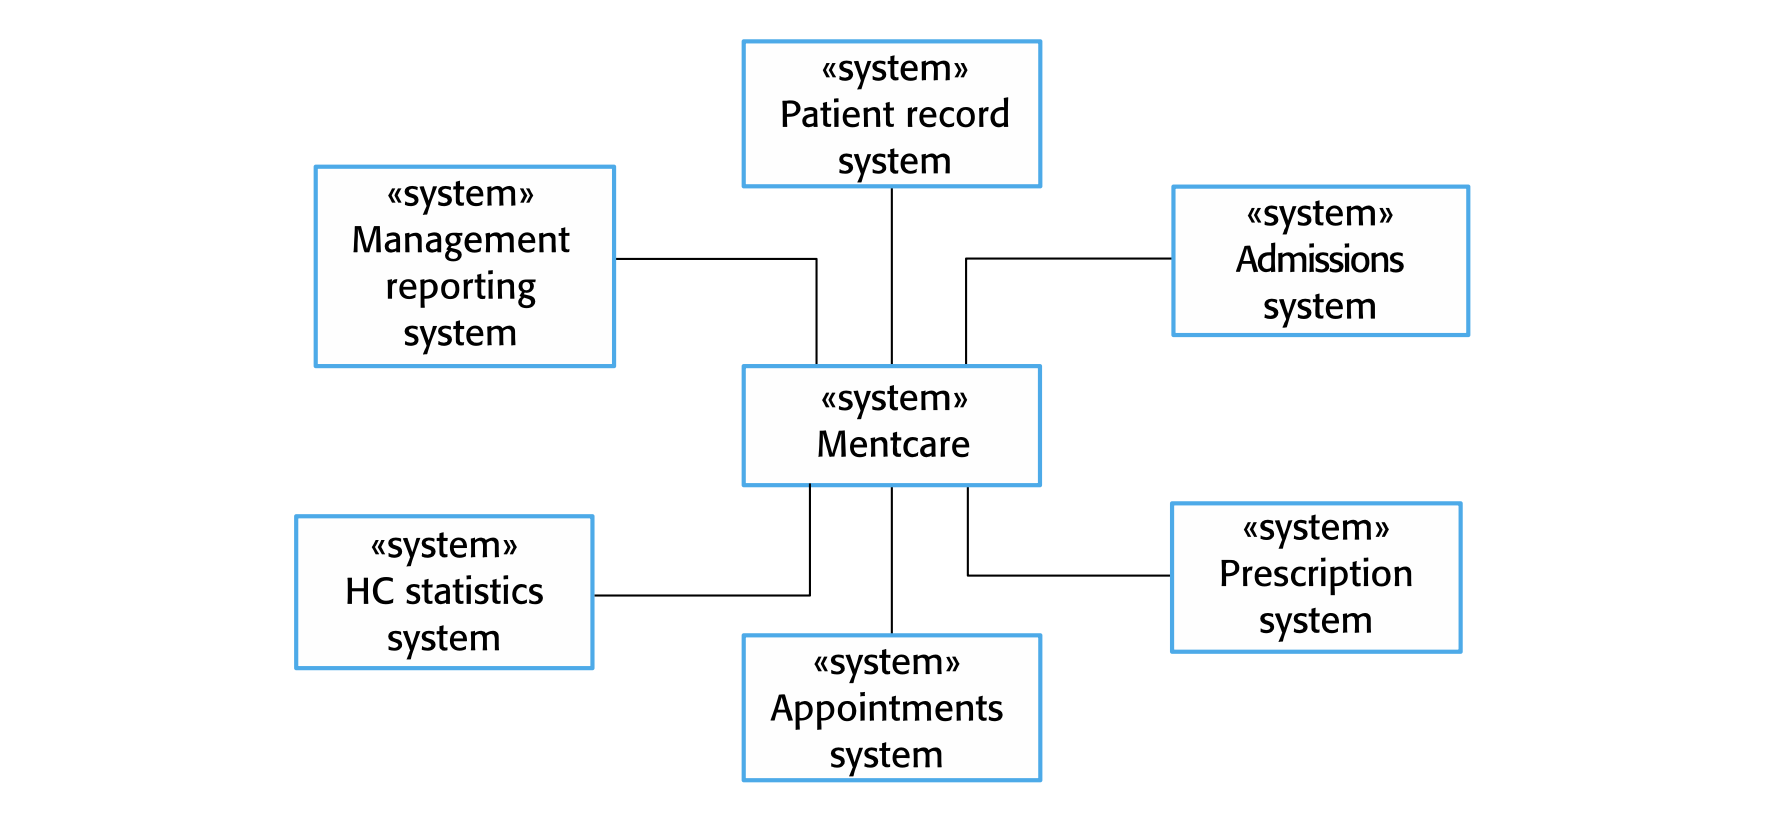 «system»
Patient record
system
«system»
Management
reporting
system
«system»
Admissions
system
«system»
Mentcare
«system»
HC statistics
system
«system»
Prescription
system
«system»
Appointments
system